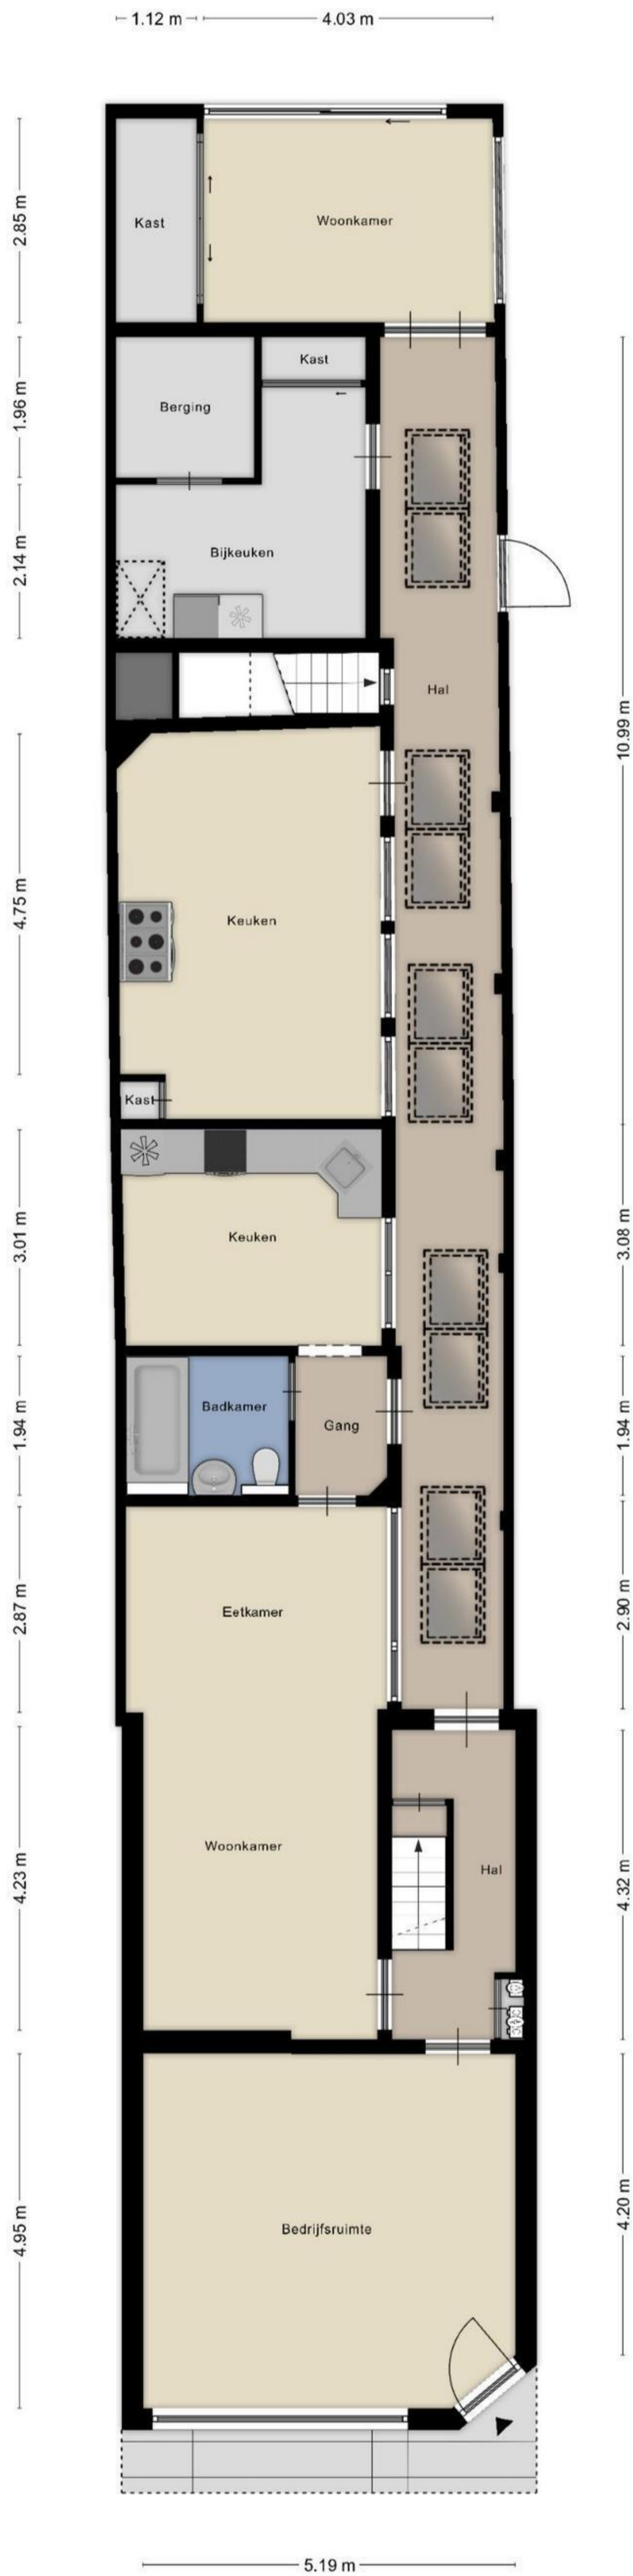 1.12 m
4.03 m
2.85 m
Kast
Woonkamer
1.96 m
Kast
Berging
2.14 m
Bijkeuken
Hal
10.99 m
4.75 m
Keuken
Kast
3.01 m
Keuken
3.08 m
1.94 m
Badkamer
Gang
1.94 m
2.87 m
Eetkamer
2.90 m
4.23 m
Woonkamer
Hal
4.32 m
4.95 m
Bedrijfsruimte
4.20 m
5.19 m